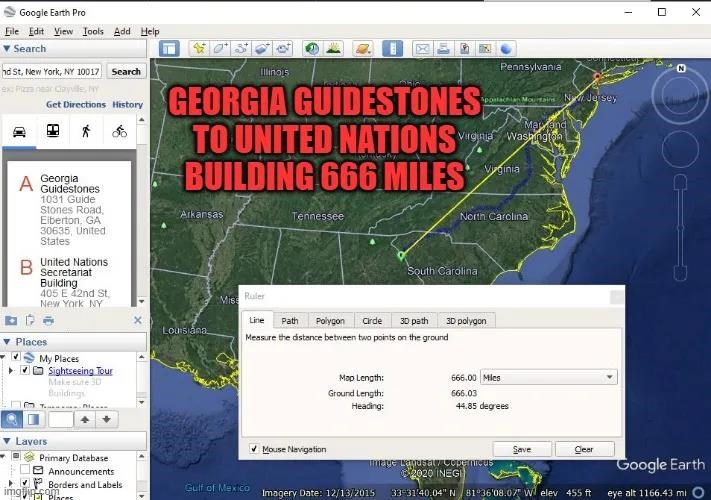 Google Earth Pro
File Edit View Tools Add Help
Search
nd St, New York, NY 10017 Search
ex: Pizza near Clayville, NY
Get Directions History
A Georgia
Guidestones
1031 Guide
Stones Road,
Elberton, GA
30635, United
States
B United Nations
Secretariat
Building
405 E 42nd St,
New York, NY
Places
My Places
Sightseeing Tour
Make sure 3D
Buildings
Temporary Places
Layers
Primary Database
Announcements
Borders and Labels
Places
imgflip.com
GEORGIA GUIDESTONES
TO UNITED NATIONS
BUILDING 666 MILES
Illinois
Ohio
Pennsylvania
Connecticut
N
Appalachian Mountains
New Jersey
Maryland
Washington
Virginia
Virginia
Kentucky
Arkansas
Tennessee
North Carolina
South Carolina
Miss
Louisiana
Gulf of Mexico
Ruler
Line Path Polygon Circle 3D path 3D polygon
Measure the distance between two points on the ground
Map Length: 666.00 Miles
Ground Length: 666.03
Heading: 44.85 degrees
Mouse Navigation Save Clear
Image Landsat / Copernicus
© 2020 INEGI
Google Earth
Imagery Date: 12/13/2015 33°31'40.04" N 81°36'08.07" W elev 455 ft eye alt 1166.43 mi